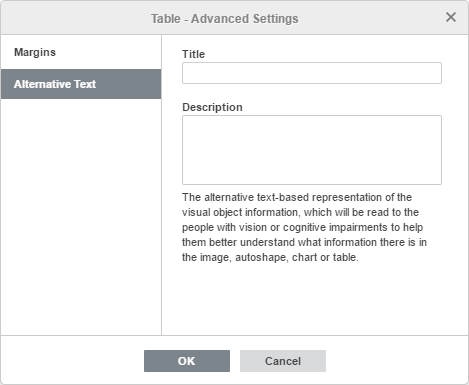 Table - Advanced Settings
Margins
Alternative Text
Title
Description
The alternative text-based representation of the
visual object information, which will be read to the
people with vision or cognitive impairments to help
them better understand what information there is in
the image, autoshape, chart or table.
OK
Cancel